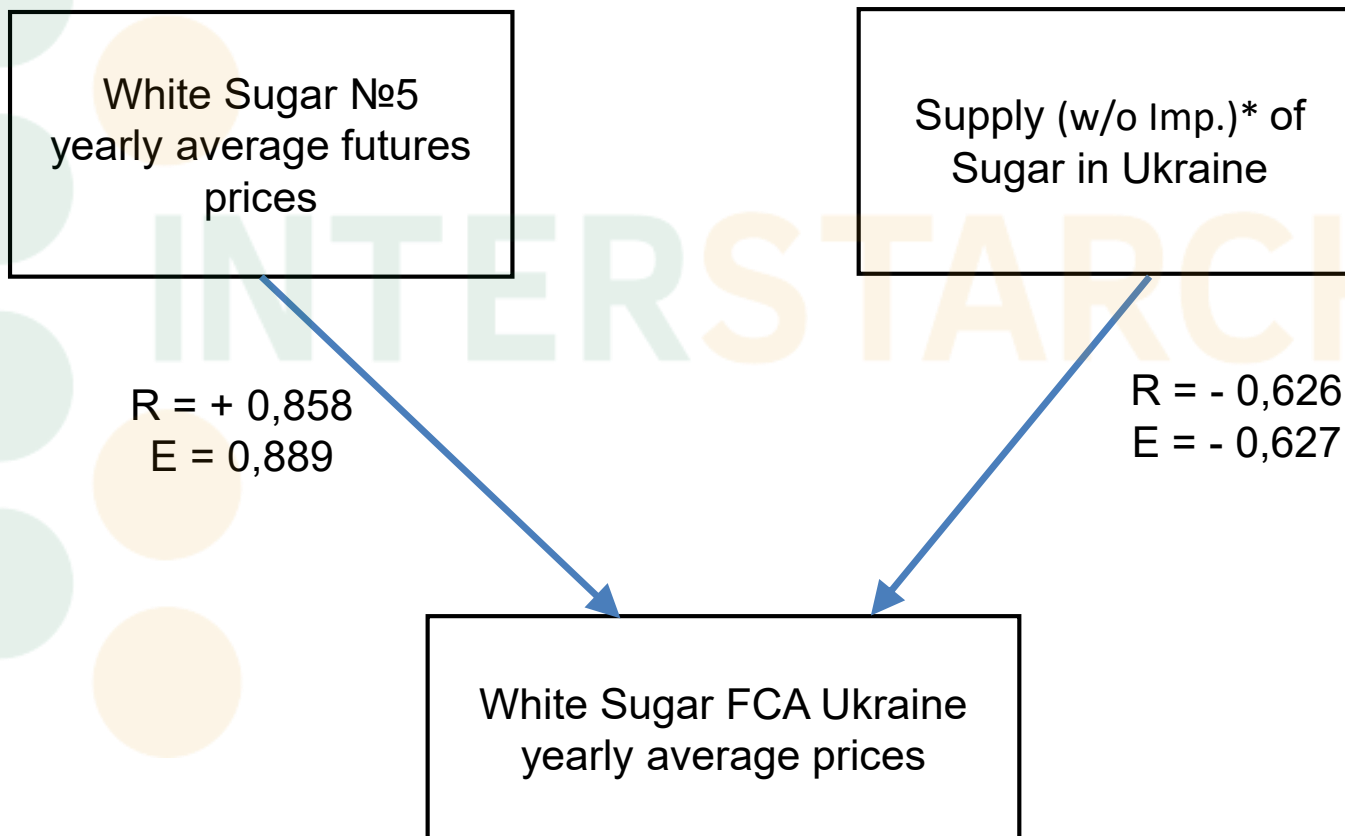 White Sugar №5
yearly average futures
prices
Supply (w/o Imp.)* of
Sugar in Ukraine
INTERSTARCH
R = + 0,858
E = 0,889
R = - 0,626
E = - 0,627
White Sugar FCA Ukraine
yearly average prices